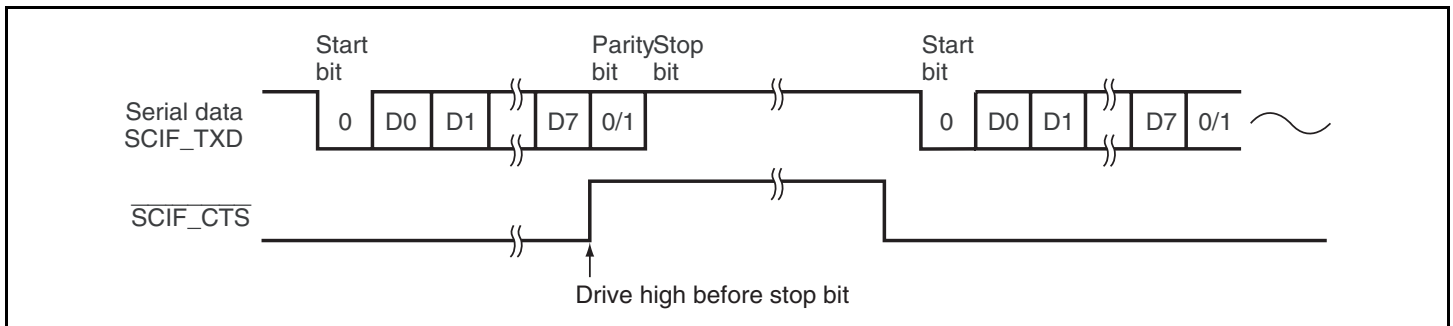 Start bit
Parity bit
Stop bit
Start bit
Serial data
SCIF_TXD
0 D0 D1 D7 0/1 0 D0 D1 D7 0/1
SCIF_CTS
Drive high before stop bit